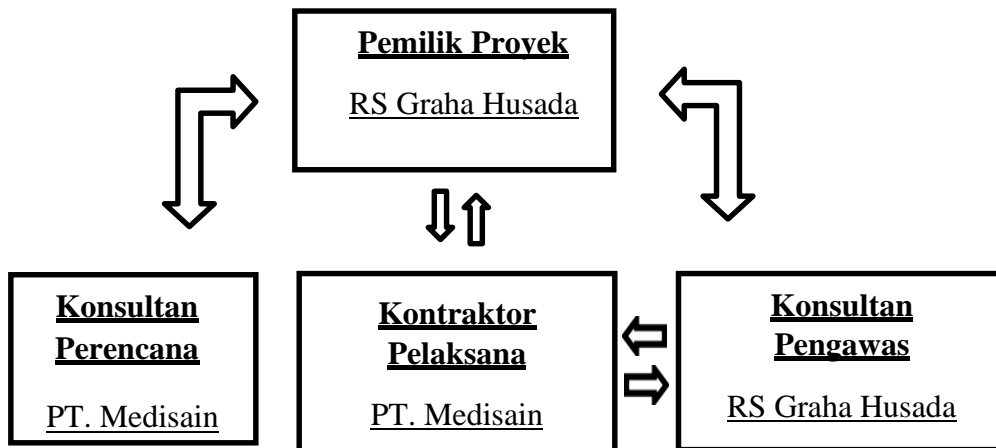 Pemilik Proyek
RS Graha Husada
Konsultan
Perencana
PT. Medisain
Kontraktor
Pelaksana
PT. Medisain
Konsultan
Pengawas
RS Graha Husada